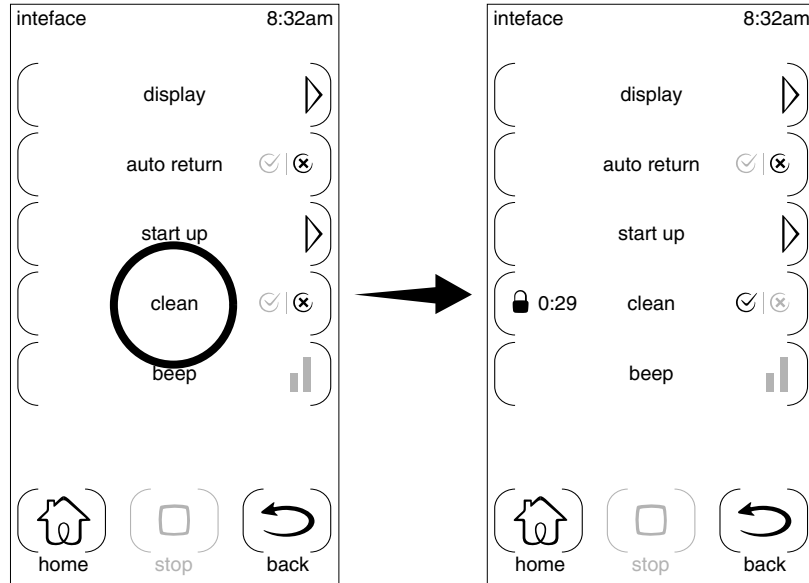 inteface 8:32am
display
auto return
start up
clean
beep
home stop back
inteface 8:32am
display
auto return
start up
0:29 clean
beep
home stop back